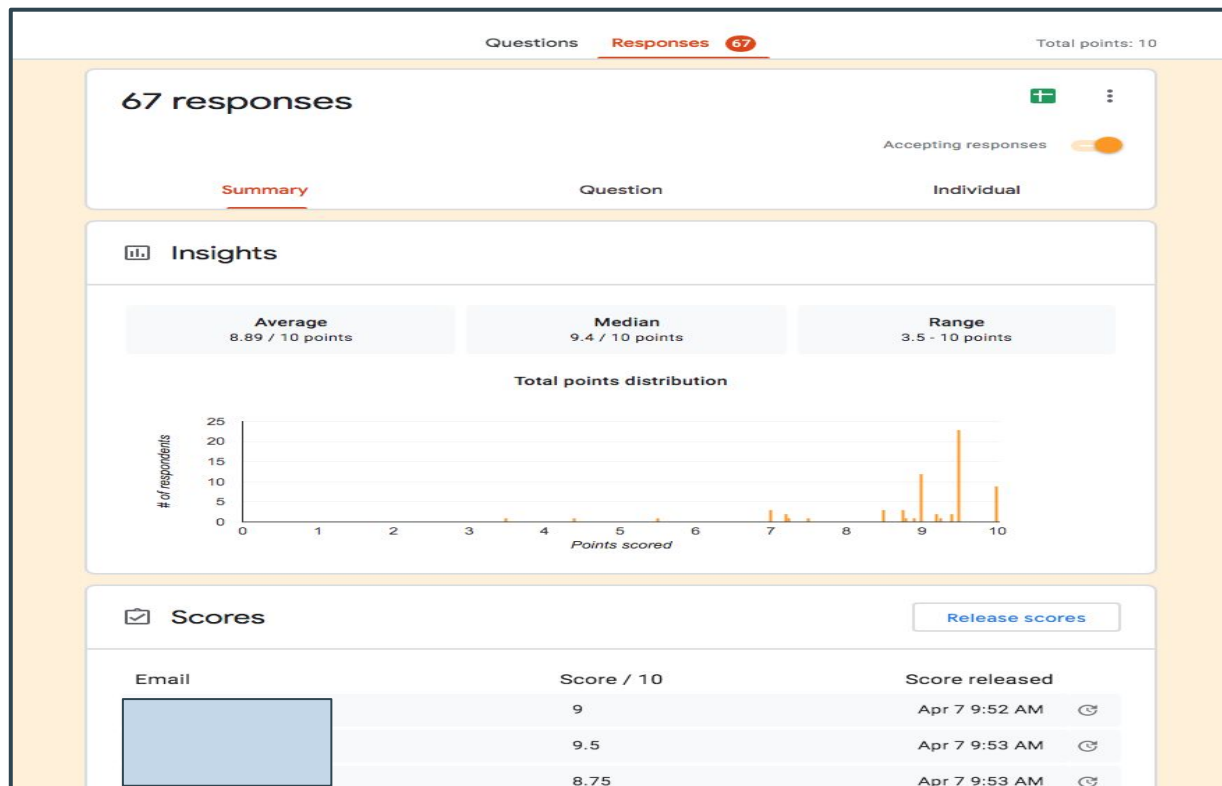 Questions Responses 67 Total points: 10
67 responses
Accepting responses
Summary Question Individual
Insights
Average Median Range
8.89 / 10 points 9.4 / 10 points 3.5 - 10 points
Total points distribution
# of respondents
25
20
15
10
5
0
0 1 2 3 4 5 6 7 8 9 10
Points scored
Scores Release scores
Email Score / 10 Score released
9 Apr 7 9:52 AM
9.5 Apr 7 9:53 AM
8.75 Apr 7 9:53 AM